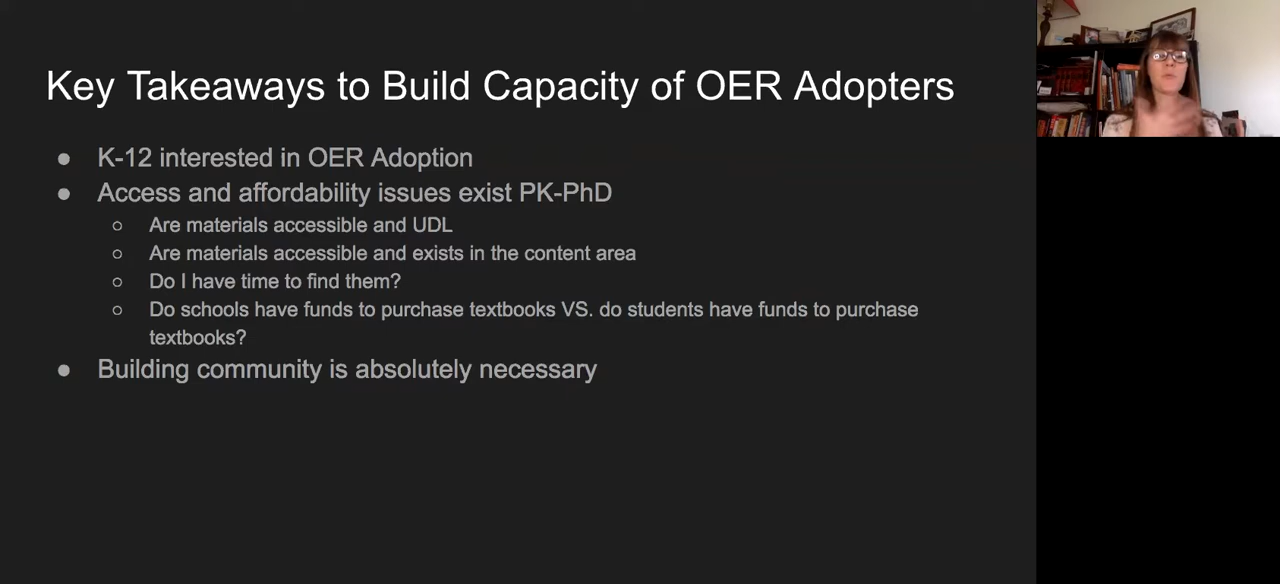 Key Takeaways to Build Capacity of OER Adopters
● K-12 interested in OER Adoption
● Access and affordability issues exist PK-PhD
○ Are materials accessible and UDL
○ Are materials accessible and exists in the content area
○ Do I have time to find them?
○ Do schools have funds to purchase textbooks VS. do students have funds to purchase
textbooks?
● Building community is absolutely necessary